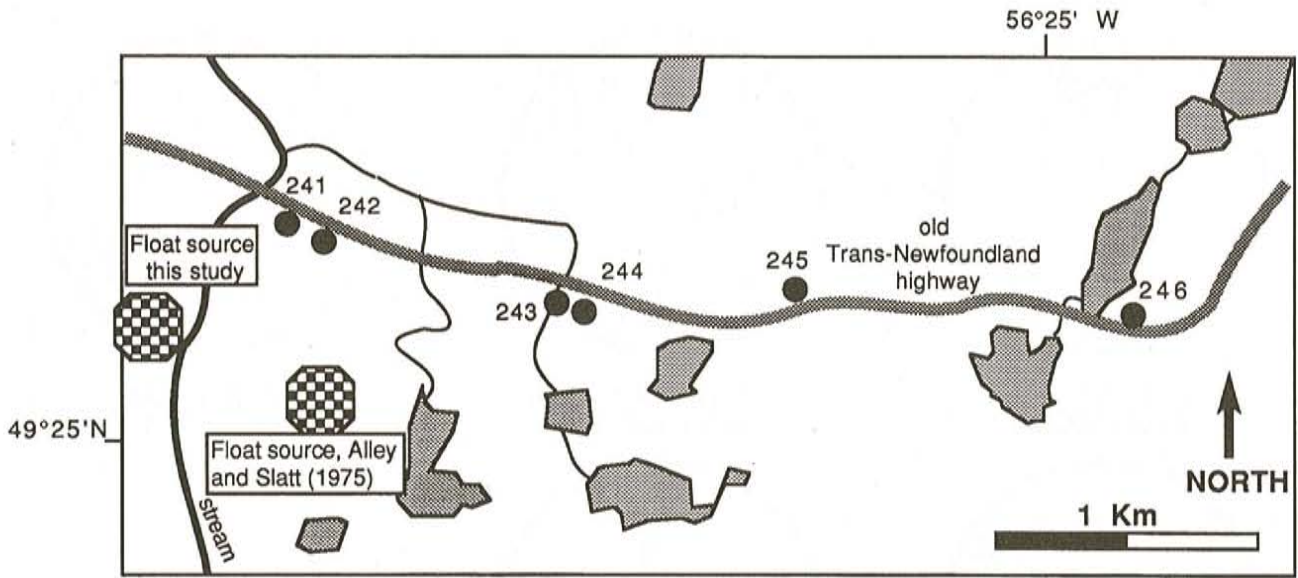 56°25' W
241
242
Float source
this study
244
245
old
Trans-Newfoundland
highway
243
246
49°25'N
Float source, Alley
and Slatt (1975)
stream
NORTH
1 Km